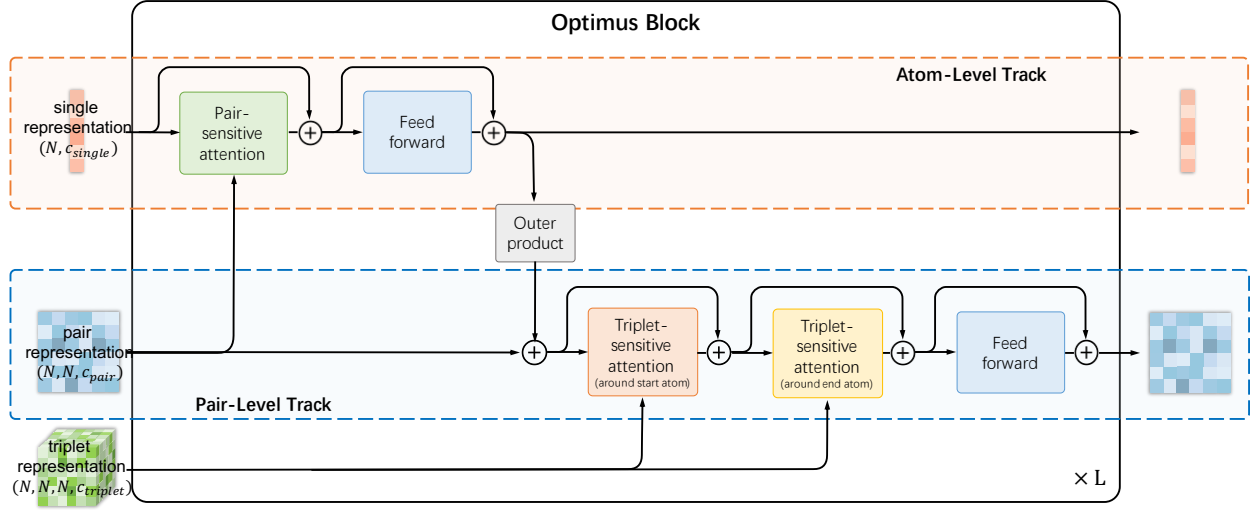 Optimus Block
Atom-Level Track
single
representation
(N, c_single)
Pair-
sensitive
attention
+
Feed
forward
+
Outer
product
pair
representation
(N, N, c_pair)
+
Triplet-
sensitive
attention
(around start atom)
+
Triplet-
sensitive
attention
(around end atom)
+
Feed
forward
+
Pair-Level Track
triplet
representation
(N, N, N, c_triplet)
× L